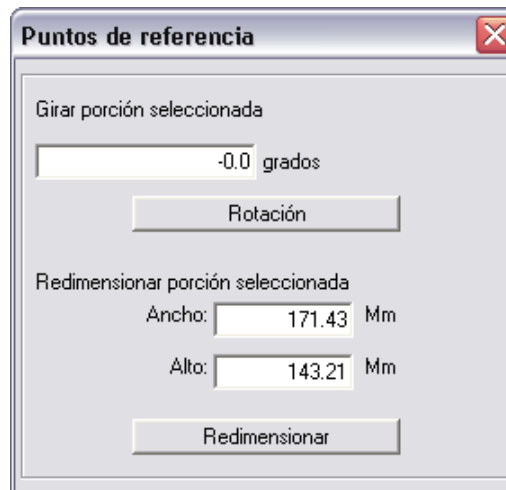 Puntos de referencia
Girar porción seleccionada
-0.0 grados
Rotación
Redimensionar porción seleccionada
Ancho: 171.43 Mm
Alto: 143.21 Mm
Redimensionar